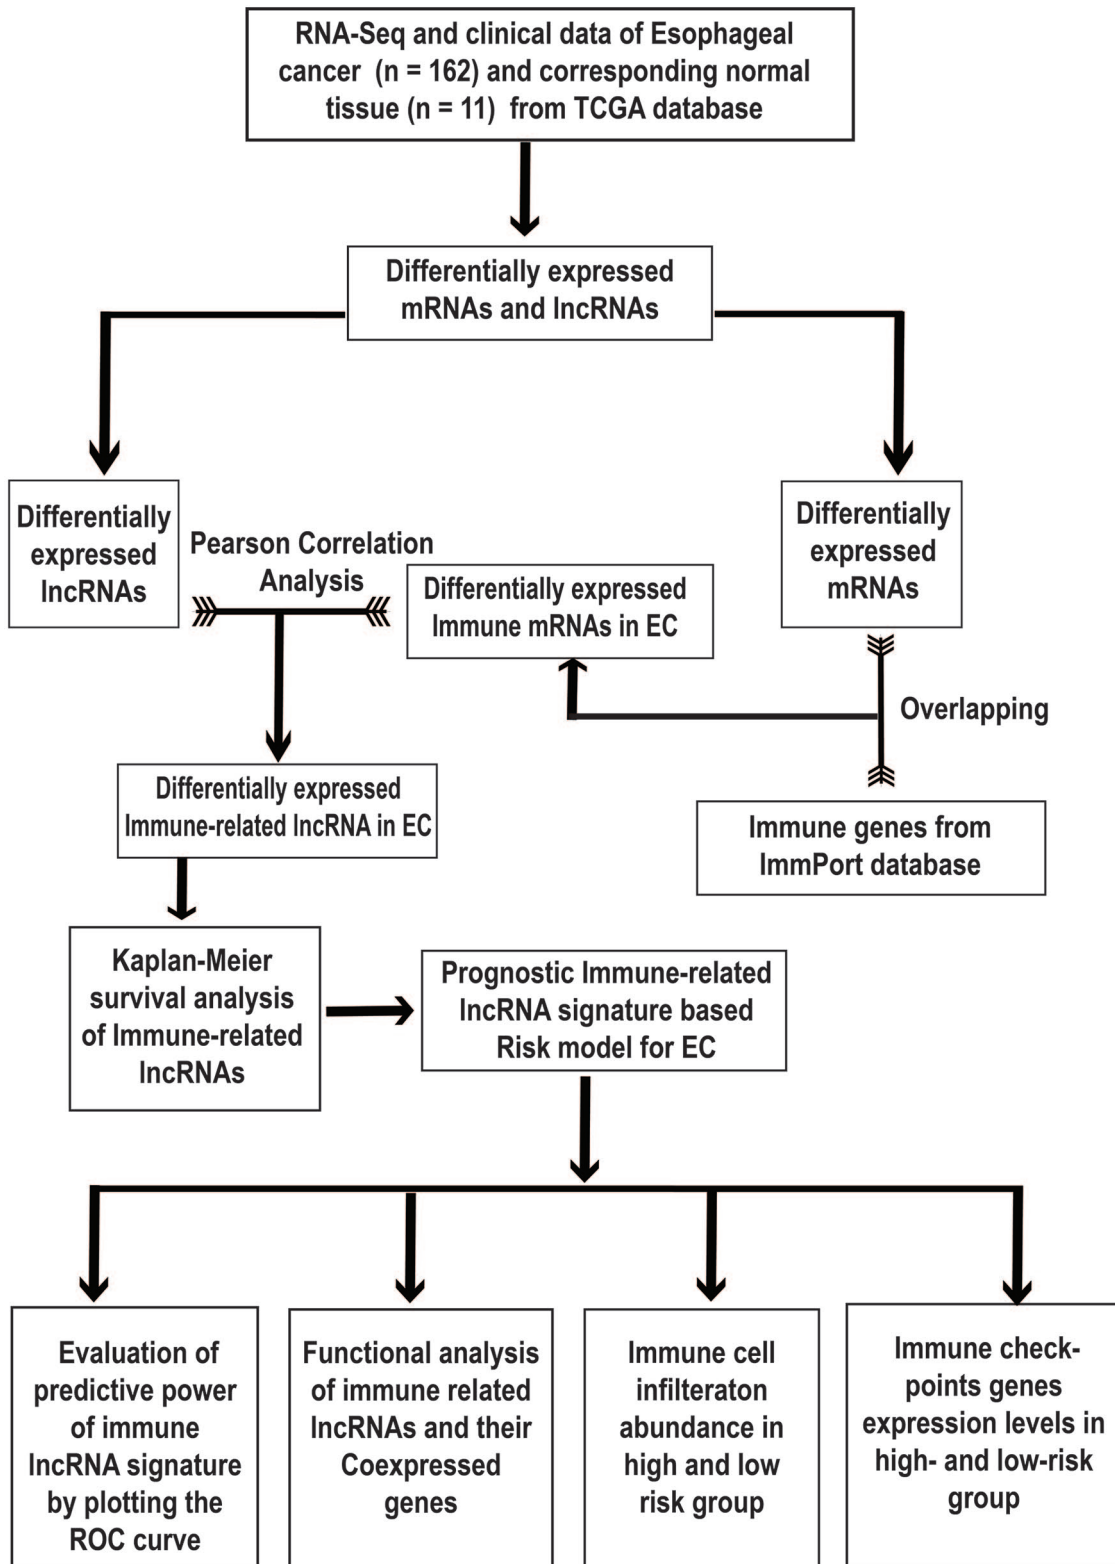 RNA-Seq and clinical data of Esophageal
cancer (n = 162) and corresponding normal
tissue (n = 11) from TCGA database
Differentially expressed
mRNAs and lncRNAs
Differentially
expressed
lncRNAs
Pearson Correlation
Analysis
Differentially expressed
Immune mRNAs in EC
Differentially
expressed
mRNAs
Overlapping
Immune genes from
ImmPort database
Differentially expressed
Immune-related lncRNA in EC
Kaplan-Meier
survival analysis
of Immune-related
lncRNAs
Prognostic Immune-related
lncRNA signature based
Risk model for EC
Evaluation of
predictive power
of immune
lncRNA signature
by plotting the
ROC curve
Functional analysis
of immune related
lncRNAs and their
Coexpressed
genes
Immune cell
infilteraton
abundance in
high and low
risk group
Immune check-
points genes
expression levels in
high- and low-risk
group